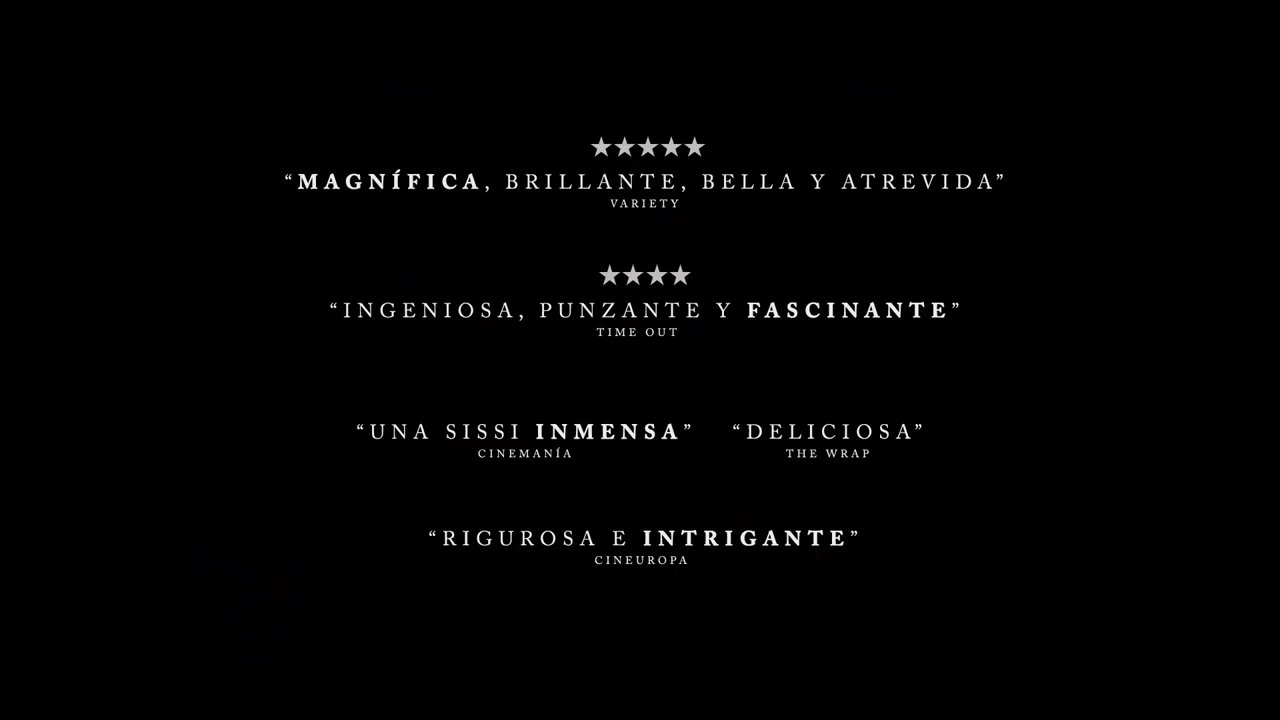 ★★★★★
“MAGNÍFICA, BRILLANTE, BELLA Y ATREVIDA”
VARIETY
★★★★
“INGENIOSA, PUNZANTE Y FASCINANTE”
TIME OUT
“UNA SISSI INMENSA”
CINEMANÍA
“DELICIOSA”
THE WRAP
“RIGUROSA E INTRIGANTE”
CINEUROPA